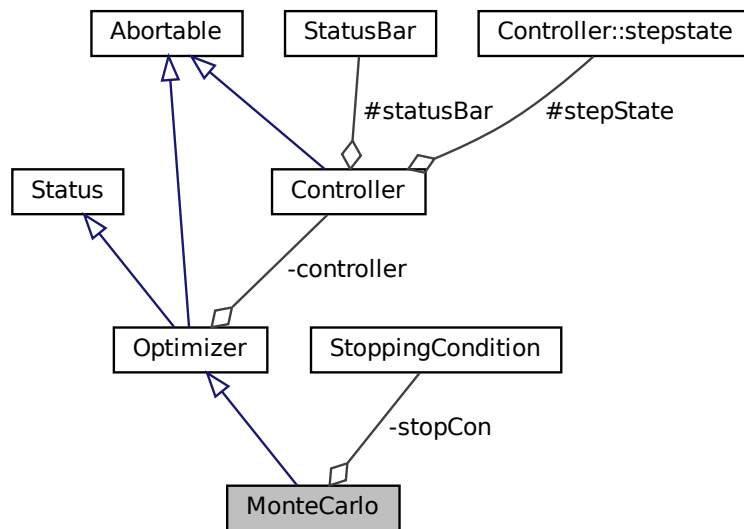 Abortable
StatusBar
Controller::stepstate
#statusBar
#stepState
Status
Controller
-controller
Optimizer
StoppingCondition
-stopCon
MonteCarlo